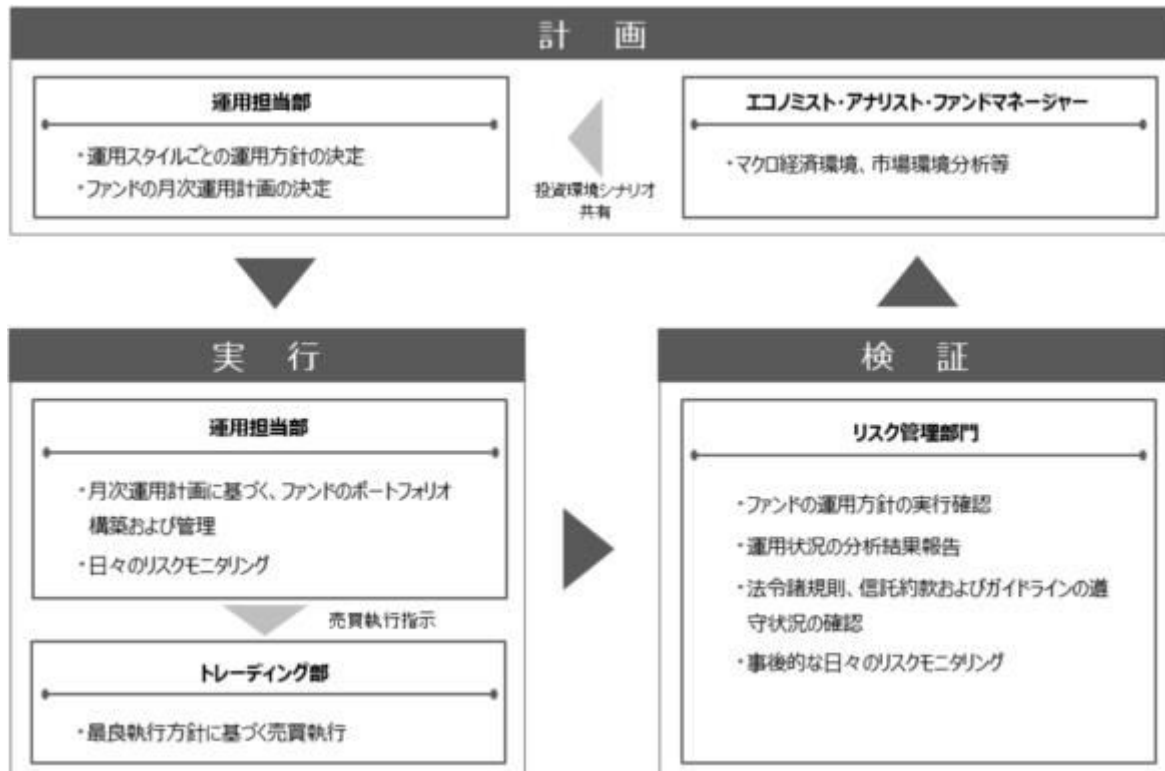 計 画
運用担当部
・運用スタイルごとの運用方針の決定
・ファンドの月次運用計画の決定
投資環境シナリオ
共有
エコノミスト・アナリスト・ファンドマネージャー
・マクロ経済環境、市場環境分析等
実 行
運用担当部
・月次運用計画に基づく、ファンドのポートフォリオ
構築および管理
・日々のリスクモニタリング
売買執行指示
トレーディング部
・最良執行方針に基づく売買執行
検 証
リスク管理部門
・ファンドの運用方針の実行確認
・運用状況の分析結果報告
・法令諸規則、信託約款およびガイドラインの遵
守状況の確認
・事後的な日々のリスクモニタリング